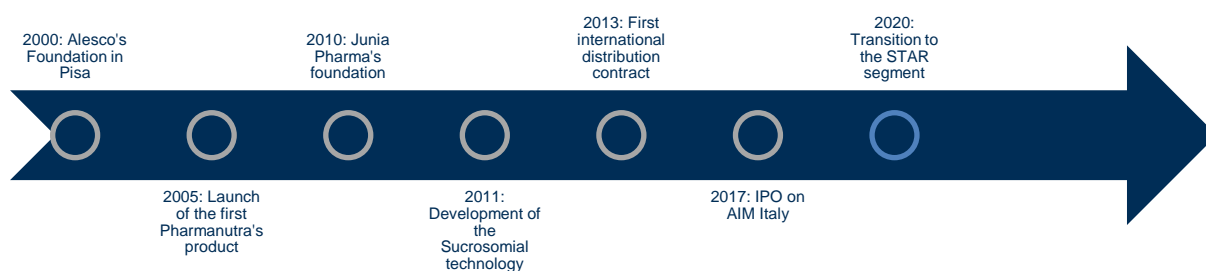 2000: Alesco's
Foundation in
Pisa
2005: Launch
of the first
Pharmanutra's
product
2010: Junia
Pharma's
foundation
2011:
Development of
the
Sucrosomial
technology
2013: First
international
distribution
contract
2017: IPO on
AIM Italy
2020:
Transition to
the STAR
segment